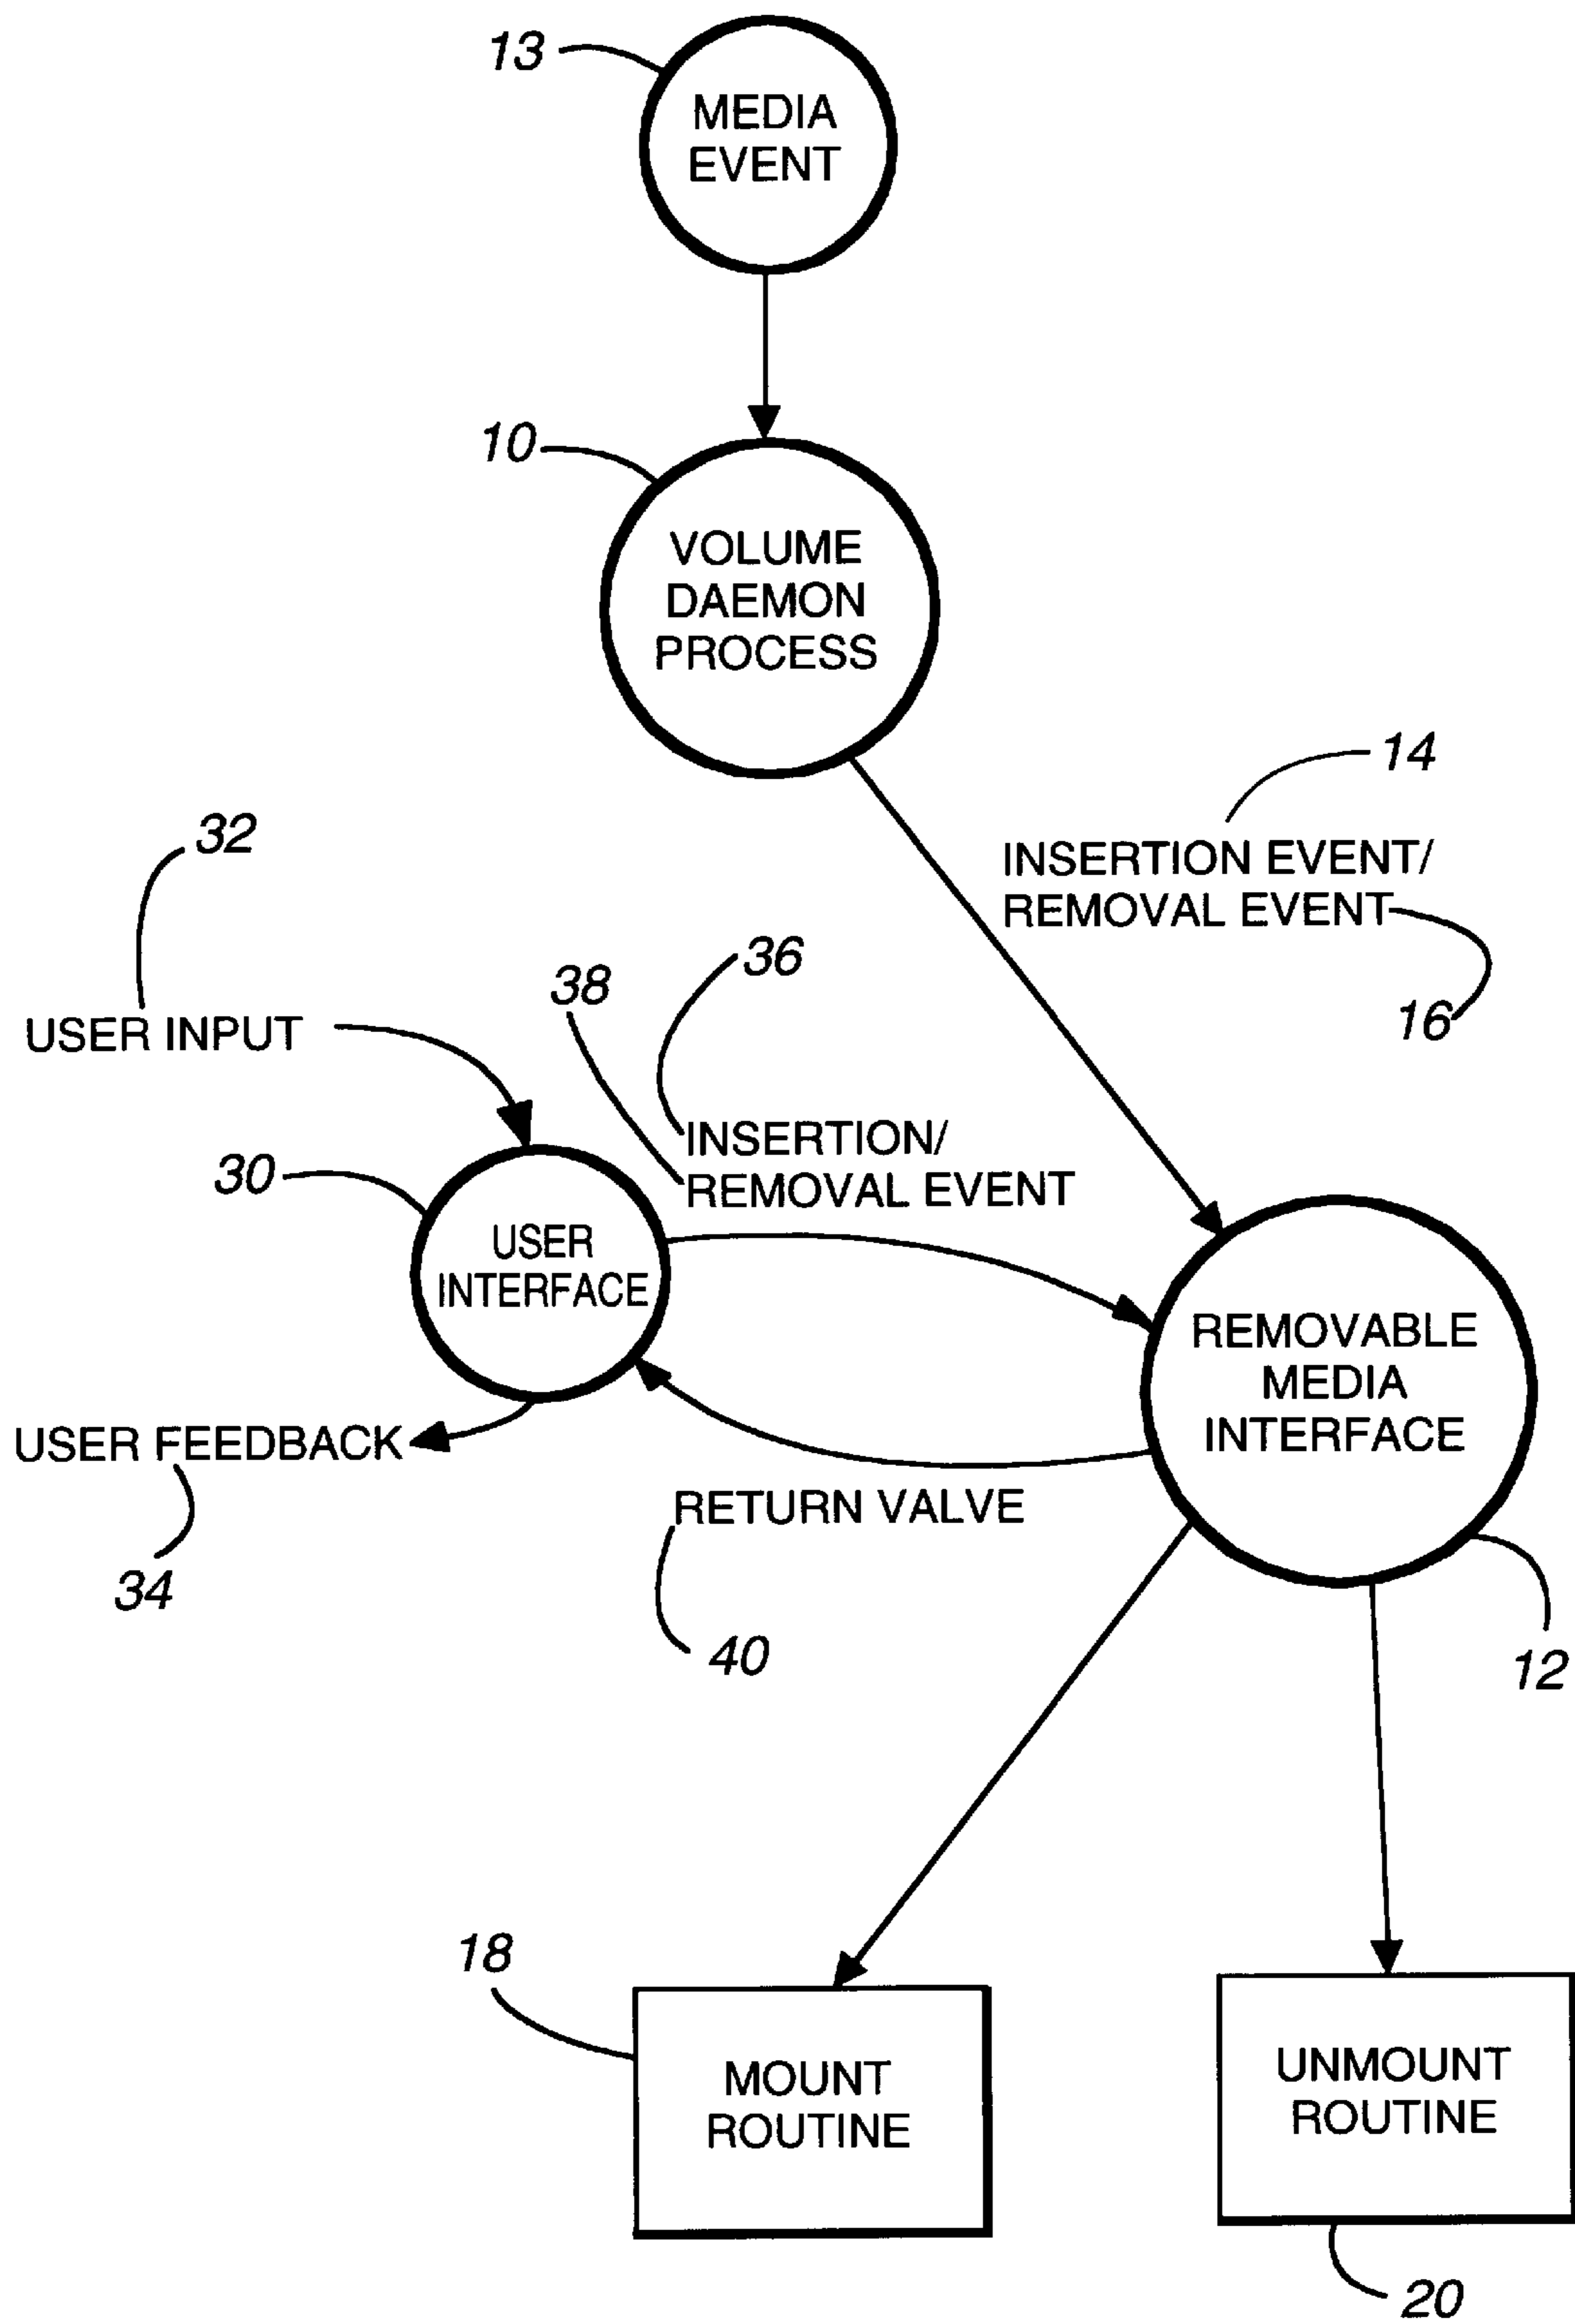 13
MEDIA
EVENT
10
VOLUME
DAEMON
PROCESS
14
INSERTION EVENT/
REMOVAL EVENT
16
32
USER INPUT
36
38
INSERTION/
REMOVAL EVENT
30
USER
INTERFACE
REMOVABLE
MEDIA
INTERFACE
USER FEEDBACK
34
RETURN VALVE
40
12
18
MOUNT
ROUTINE
UNMOUNT
ROUTINE
20